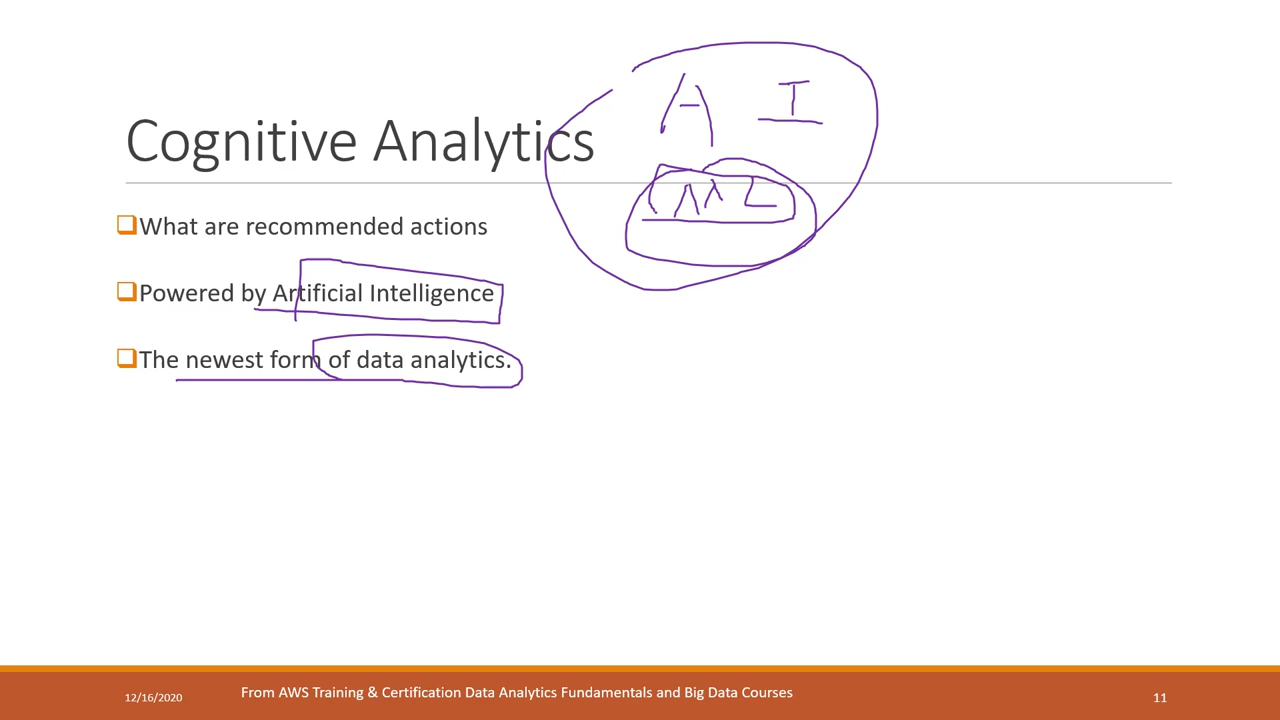 A I
Cognitive Analytics
ML
What are recommended actions
Powered by Artificial Intelligence
The newest form of data analytics.
12/16/2020
From AWS Training & Certification Data Analytics Fundamentals and Big Data Courses
11